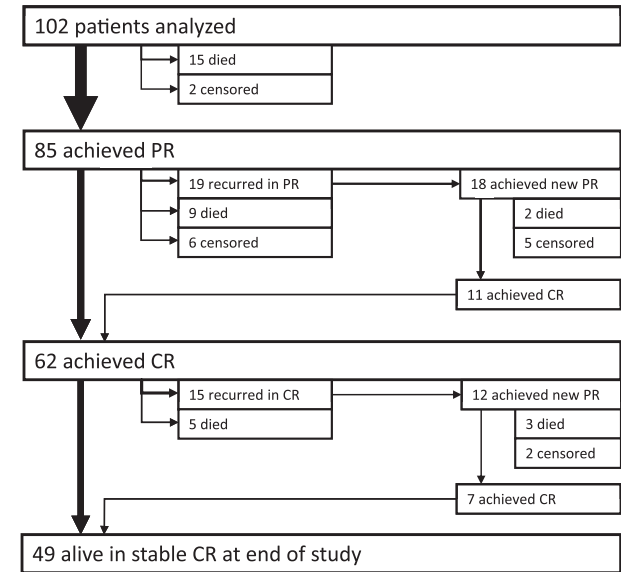 102 patients analyzed
15 died
2 censored
85 achieved PR
19 recurred in PR
18 achieved new PR
9 died
2 died
6 censored
5 censored
11 achieved CR
62 achieved CR
15 recurred in CR
12 achieved new PR
5 died
3 died
2 censored
7 achieved CR
49 alive in stable CR at end of study